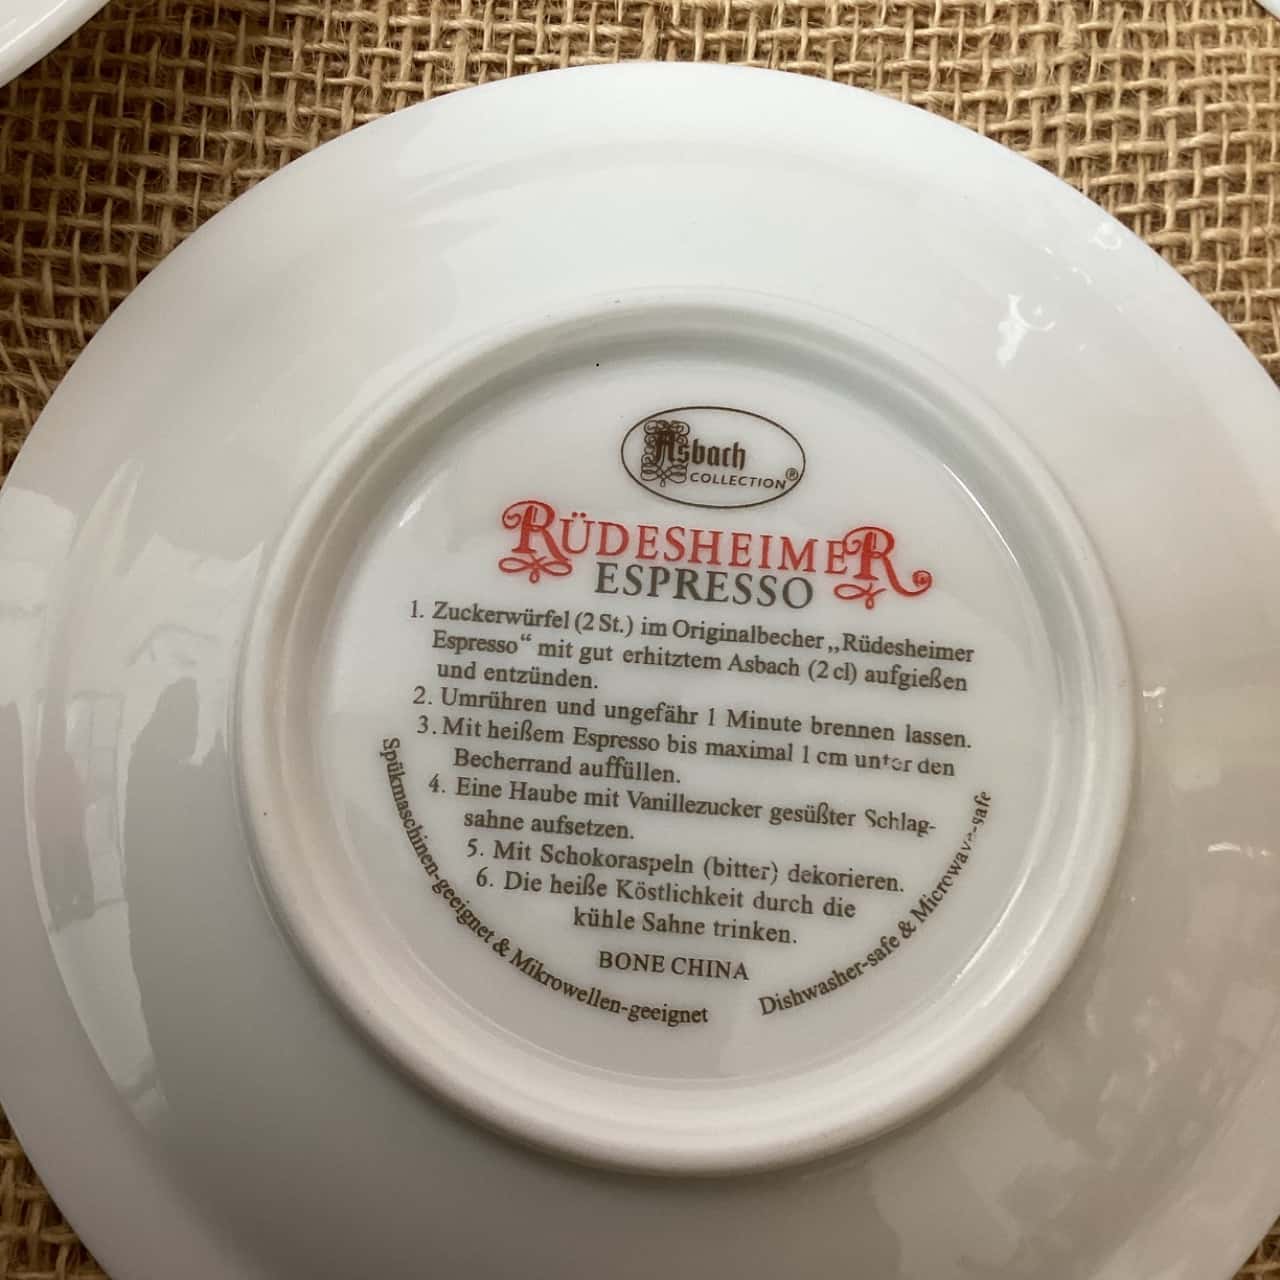 Asbach
COLLECTION®
RÜDESHEIMER
ESPRESSO
1. Zuckerwürfel (2 St.) im Originalbecher „Rüdesheimer
Espresso“ mit gut erhitztem Asbach (2 cl) aufgießen
und entzünden.
2. Umrühren und ungefähr 1 Minute brennen lassen.
3. Mit heißem Espresso bis maximal 1 cm unter den
Becherrand auffüllen.
4. Eine Haube mit Vanillezucker gesüßter Schlag-
sahne aufsetzen.
5. Mit Schokoraspeln (bitter) dekorieren.
6. Die heiße Köstlichkeit durch die
kühle Sahne trinken.
BONE CHINA
Spükmaschinen-geeignet & Mikrowellen-geeignet
Dishwasher-safe & Microwave-safe